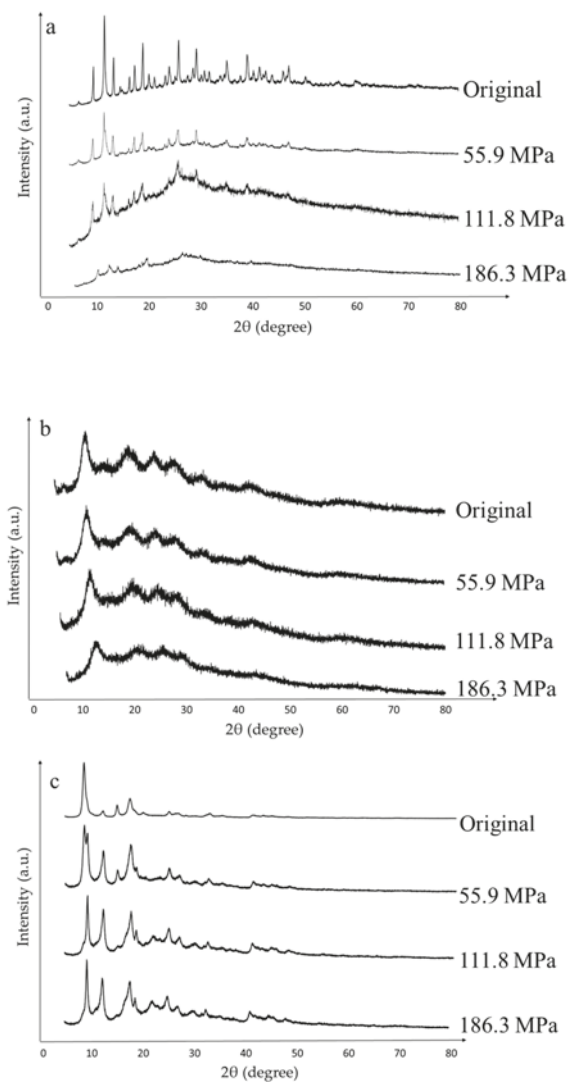 a
Intensity (a.u.)
Original
55.9 MPa
111.8 MPa
186.3 MPa
0 10 20 30 40 50 60 70 80
2θ (degree)
b
Intensity (a.u.)
Original
55.9 MPa
111.8 MPa
186.3 MPa
0 10 20 30 40 50 60 70 80
2θ (degree)
c
Intensity (a.u.)
Original
55.9 MPa
111.8 MPa
186.3 MPa
0 10 20 30 40 50 60 70 80
2θ (degree)